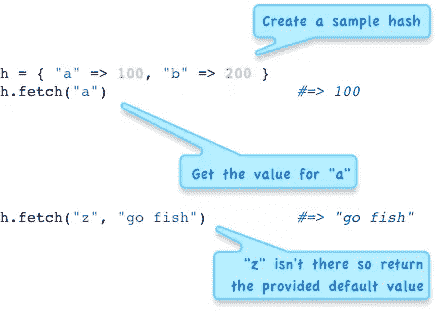 Create a sample hash
h = { "a" => 100, "b" => 200 }
h.fetch("a") #=> 100
Get the value for "a"
h.fetch("z", "go fish") #=> "go fish"
"z" isn't there so return
the provided default value